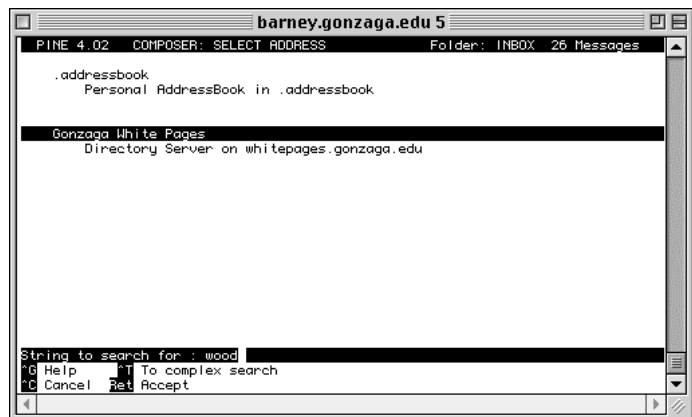 barney.gonzaga.edu 5
PINE 4.02 COMPOSER: SELECT ADDRESS Folder: INBOX 26 Messages
.addressbook
Personal AddressBook in .addressbook
Gonzaga White Pages
Directory Server on whitepages.gonzaga.edu
String to search for : wood
^G Help ^T To complex search
^C Cancel Ret Accept